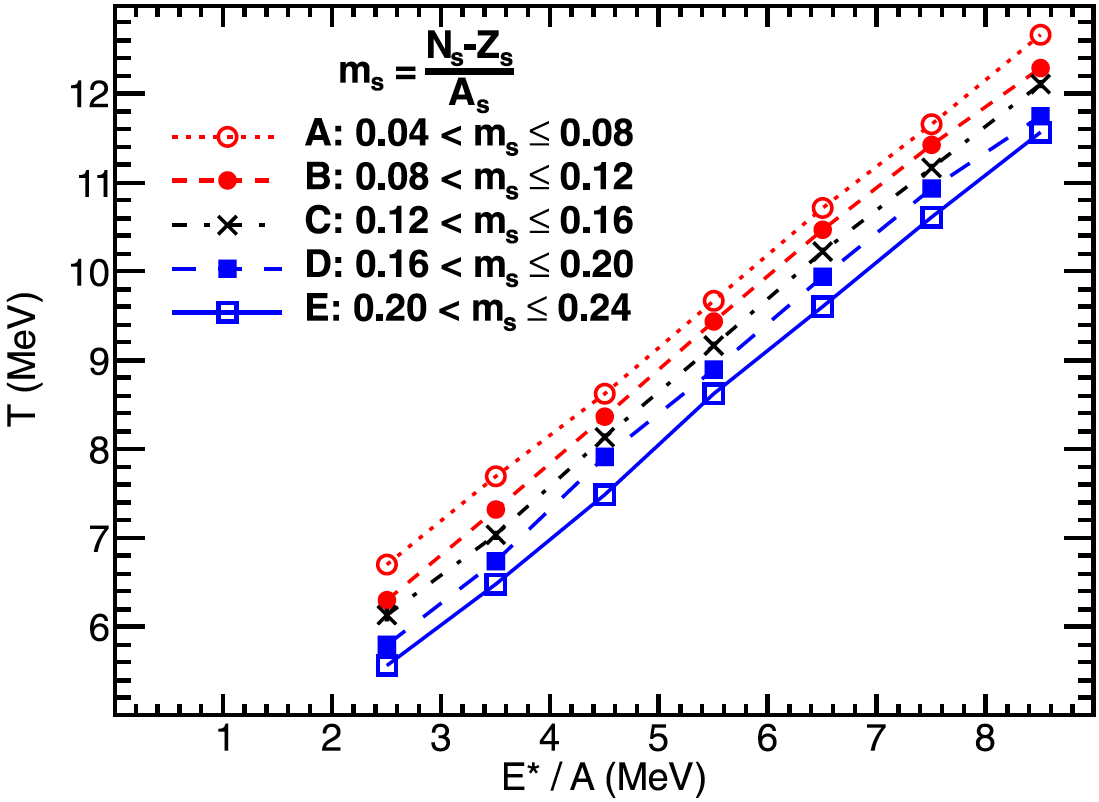 m_s = N_s-Z_s / A_s
A: 0.04 < m_s ≤ 0.08
B: 0.08 < m_s ≤ 0.12
C: 0.12 < m_s ≤ 0.16
D: 0.16 < m_s ≤ 0.20
E: 0.20 < m_s ≤ 0.24
T (MeV)
12
11
10
9
8
7
6
1 2 3 4 5 6 7 8
E* / A (MeV)